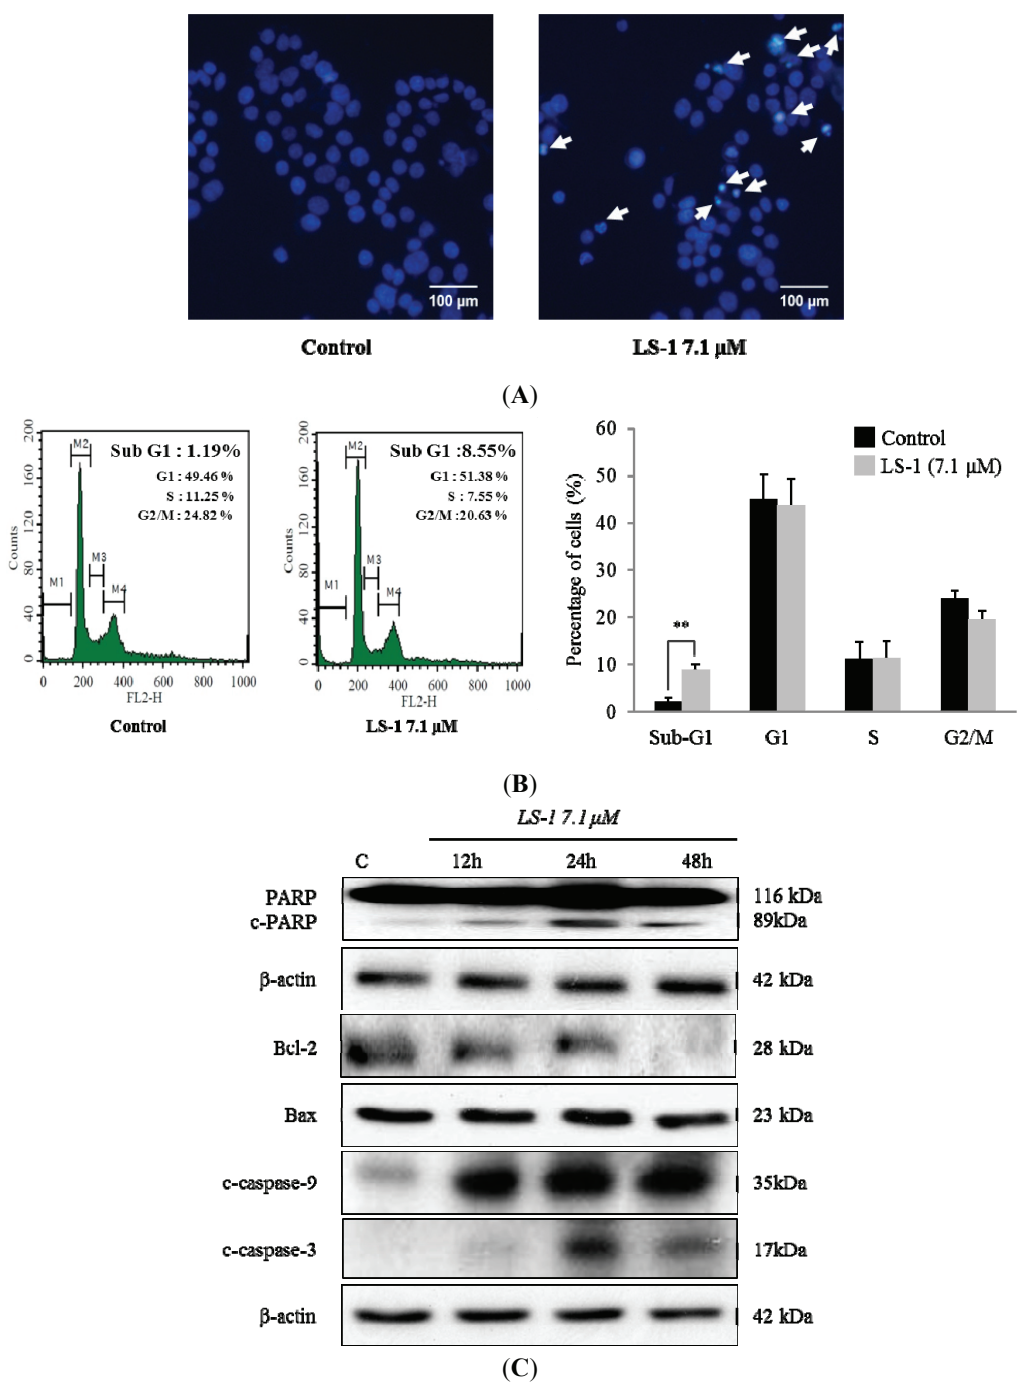 100 µm
100 µm
Control
LS-1 7.1 µM
(A)
200
160
120
80
40
0
Counts
M2
M3
M1
M4
Sub G1 : 1.19%
G1 : 49.46 %
S : 11.25 %
G2/M : 24.82 %
0 200 400 600 800 1000
FL2-H
Control
200
160
120
80
40
0
Counts
M2
M3
M1
M4
Sub G1 :8.55%
G1 : 51.38 %
S : 7.55 %
G2/M : 20.63 %
0 200 400 600 800 1000
FL2-H
LS-1 7.1 µM
Percentage of cells (%)
60
50
40
30
20
10
0
Control
LS-1 (7.1 µM)
**
Sub-G1 G1 S G2/M
(B)
LS-1 7.1 µM
C 12h 24h 48h
PARP 116 kDa
c-PARP 89kDa
β-actin 42 kDa
Bcl-2 28 kDa
Bax 23 kDa
c-caspase-9 35kDa
c-caspase-3 17kDa
β-actin 42 kDa
(C)